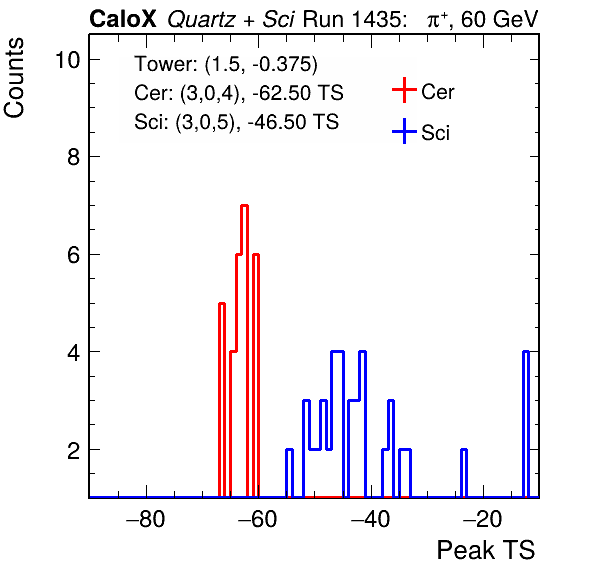 CaloX Quartz + Sci Run 1435: π⁺, 60 GeV
Counts
Tower: (1.5, -0.375)
Cer: (3,0,4), -62.50 TS
Sci: (3,0,5), -46.50 TS
Cer
Sci
10
8
6
4
2
−80 −60 −40 −20
Peak TS